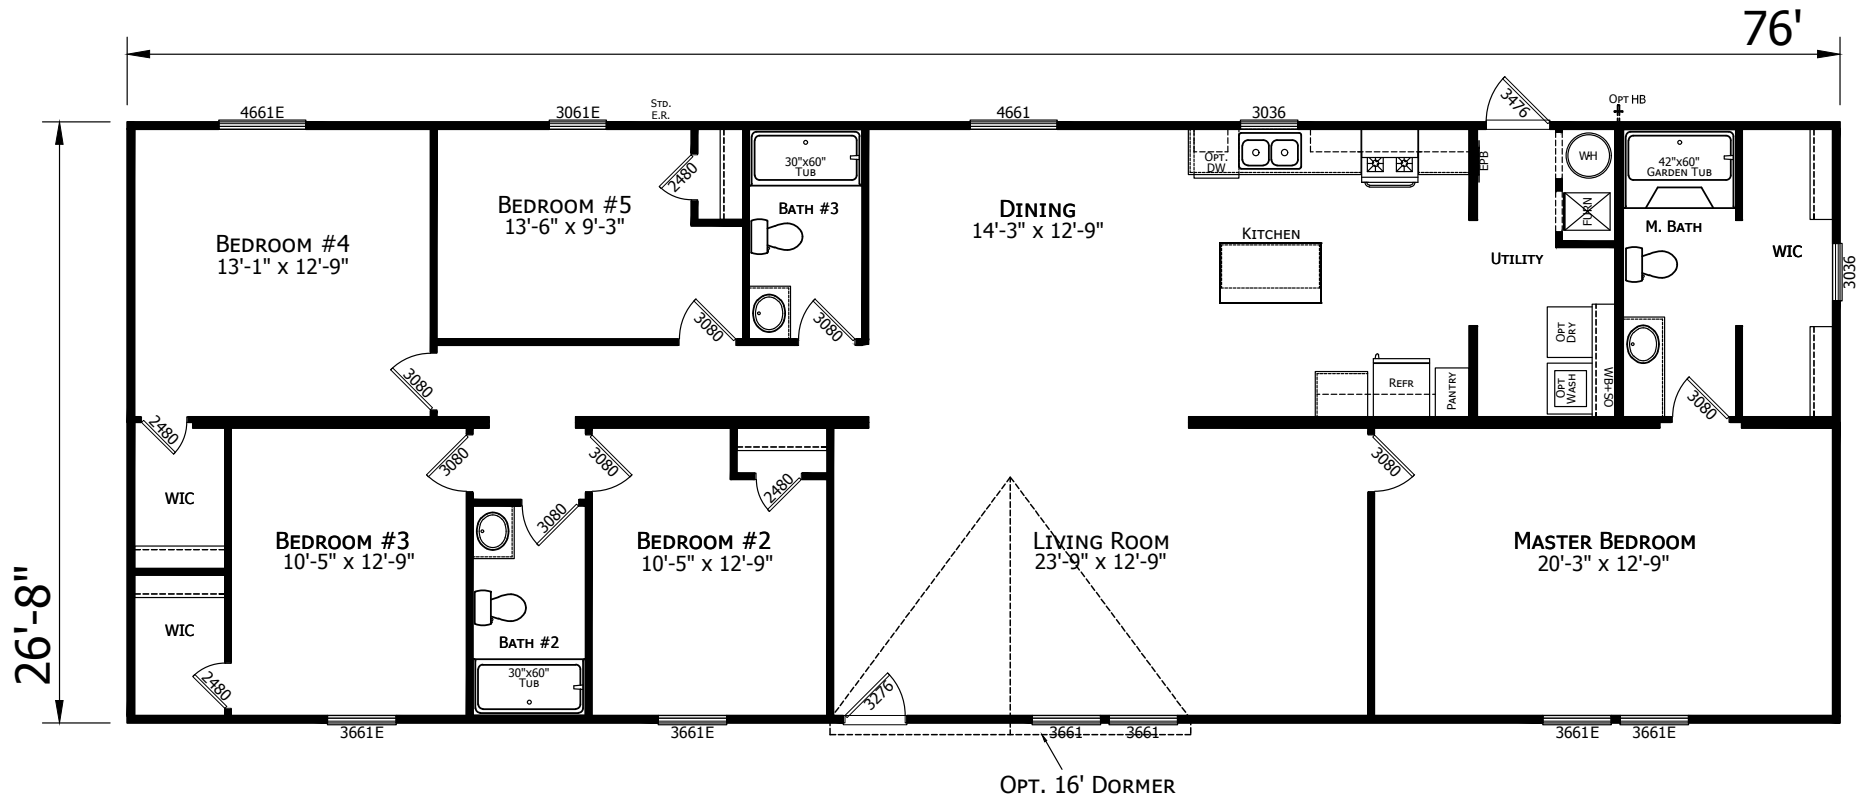 76'
4661E
3061E
STD.
E.R.
4661
3036
3476
OPT HB
30"x60"
TUB
OPT.
DW
EPB
WH
42"x60"
GARDEN TUB
2480
BEDROOM #5
13'-6" x 9'-3"
BATH #3
DINING
14'-3" x 12'-9"
FURN
M. BATH
BEDROOM #4
13'-1" x 12'-9"
KITCHEN
UTILITY
WIC
3036
3080
3080
OPT
DRY
3080
REFR
PANTRY
OPT
WASH
WB+SO
3080
2480
3080
3080
3080
2480
WIC
3080
BEDROOM #3
10'-5" x 12'-9"
BEDROOM #2
10'-5" x 12'-9"
LIVING ROOM
23'-9" x 12'-9"
MASTER BEDROOM
20'-3" x 12'-9"
26'-8"
WIC
BATH #2
30"x60"
TUB
2480
3276
3661E
3661E
3661
3661
3661E
3661E
OPT. 16' DORMER